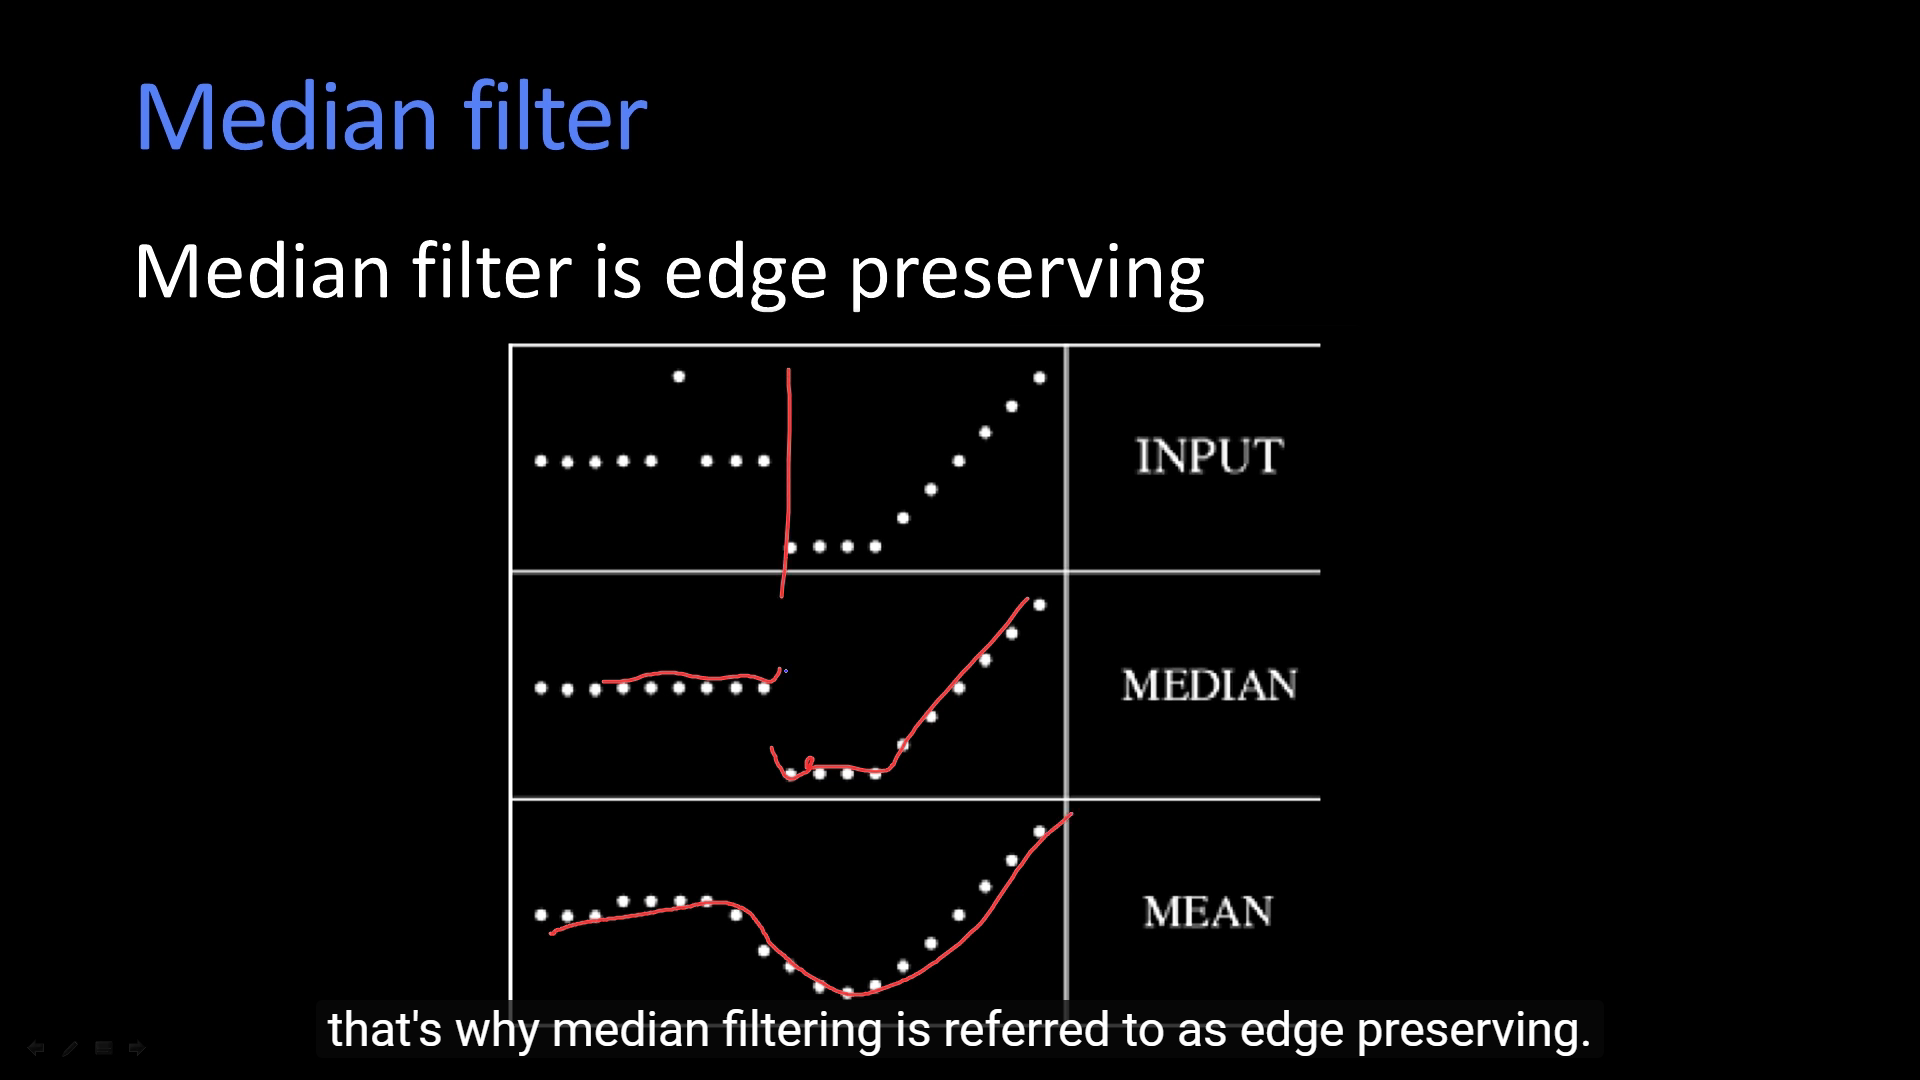 Median filter
Median filter is edge preserving
INPUT
MEDIAN
MEAN
that's why median filtering is referred to as edge preserving.